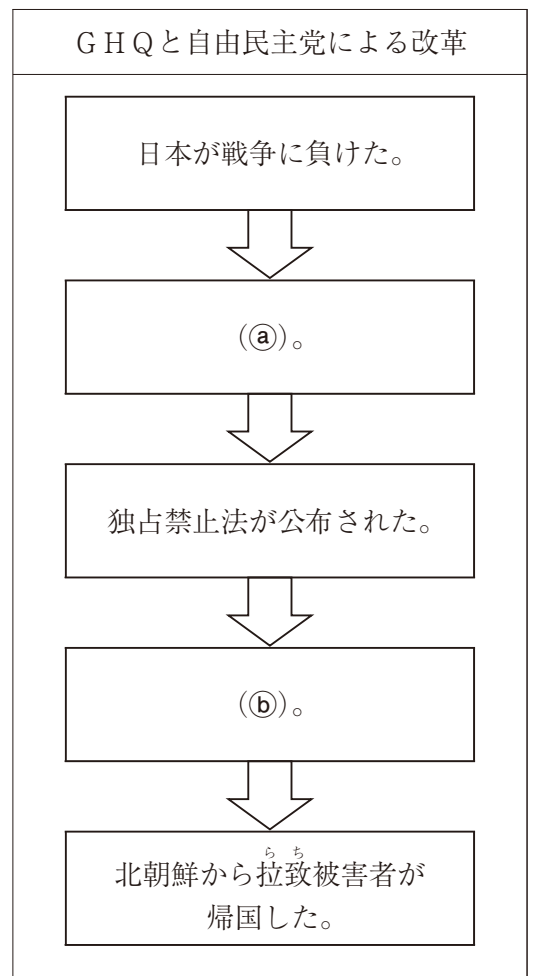 GHQと自由民主党による改革
日本が戦争に負けた。
(ⓐ)。
独占禁止法が公布された。
(ⓑ)。
らち
北朝鮮から拉致被害者が
帰国した。